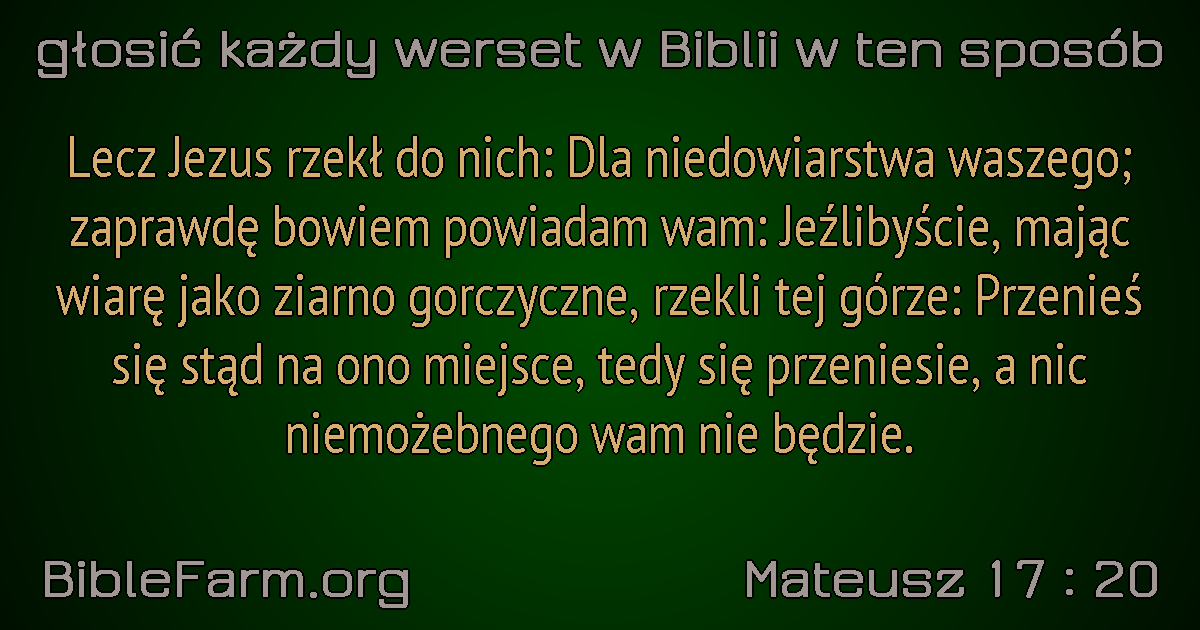 głosić każdy werset w Biblii w ten sposób
Lecz Jezus rzekł do nich: Dla niedowiarstwa waszego;
zaprawdę bowiem powiadam wam: Jeźlibyście, mając
wiarę jako ziarno gorczyczne, rzekli tej górze: Przenieś
się stąd na ono miejsce, tedy się przeniesie, a nic
niemożebnego wam nie będzie.
BibleFarm.org
Mateusz 17 : 20